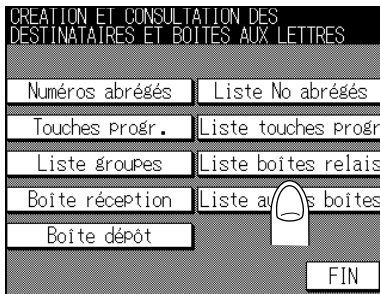 CREATION ET CONSULTATION DES
DESTINATAIRES ET BOITES AUX LETTRES
Numéros abrégés
Liste No abrégés
Touches progr.
Liste touches progr
Liste groupes
Liste boîtes relais
Boîte réception
Liste boîtes
Boîte dépôt
FIN